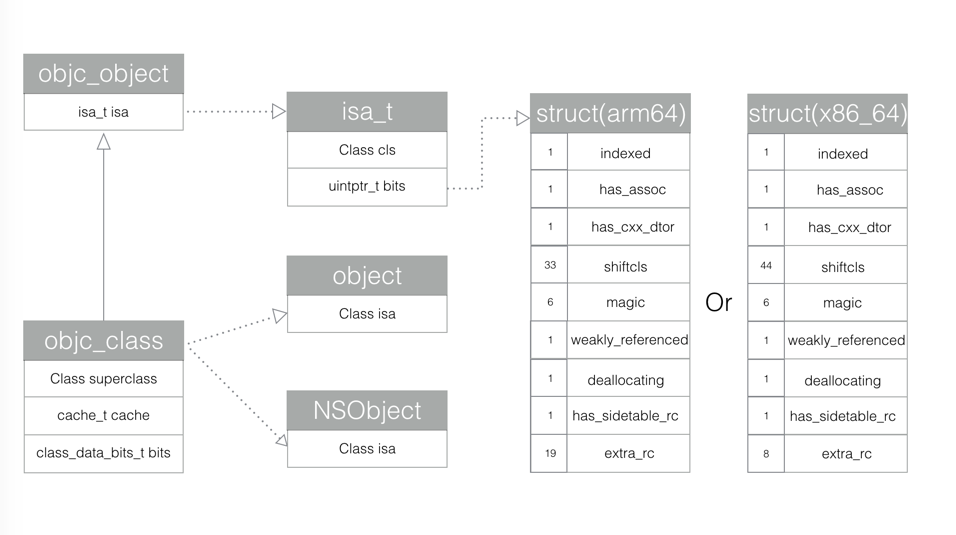 objc_object
isa_t isa
isa_t
Class cls
uintptr_t bits
object
Class isa
objc_class
Class superclass
cache_t cache
class_data_bits_t bits
NSObject
Class isa
struct(arm64)
1 indexed
1 has_assoc
1 has_cxx_dtor
33 shiftcls
6 magic
1 weakly_referenced
1 deallocating
1 has_sidetable_rc
19 extra_rc
Or
struct(x86_64)
1 indexed
1 has_assoc
1 has_cxx_dtor
44 shiftcls
6 magic
1 weakly_referenced
1 deallocating
1 has_sidetable_rc
8 extra_rc